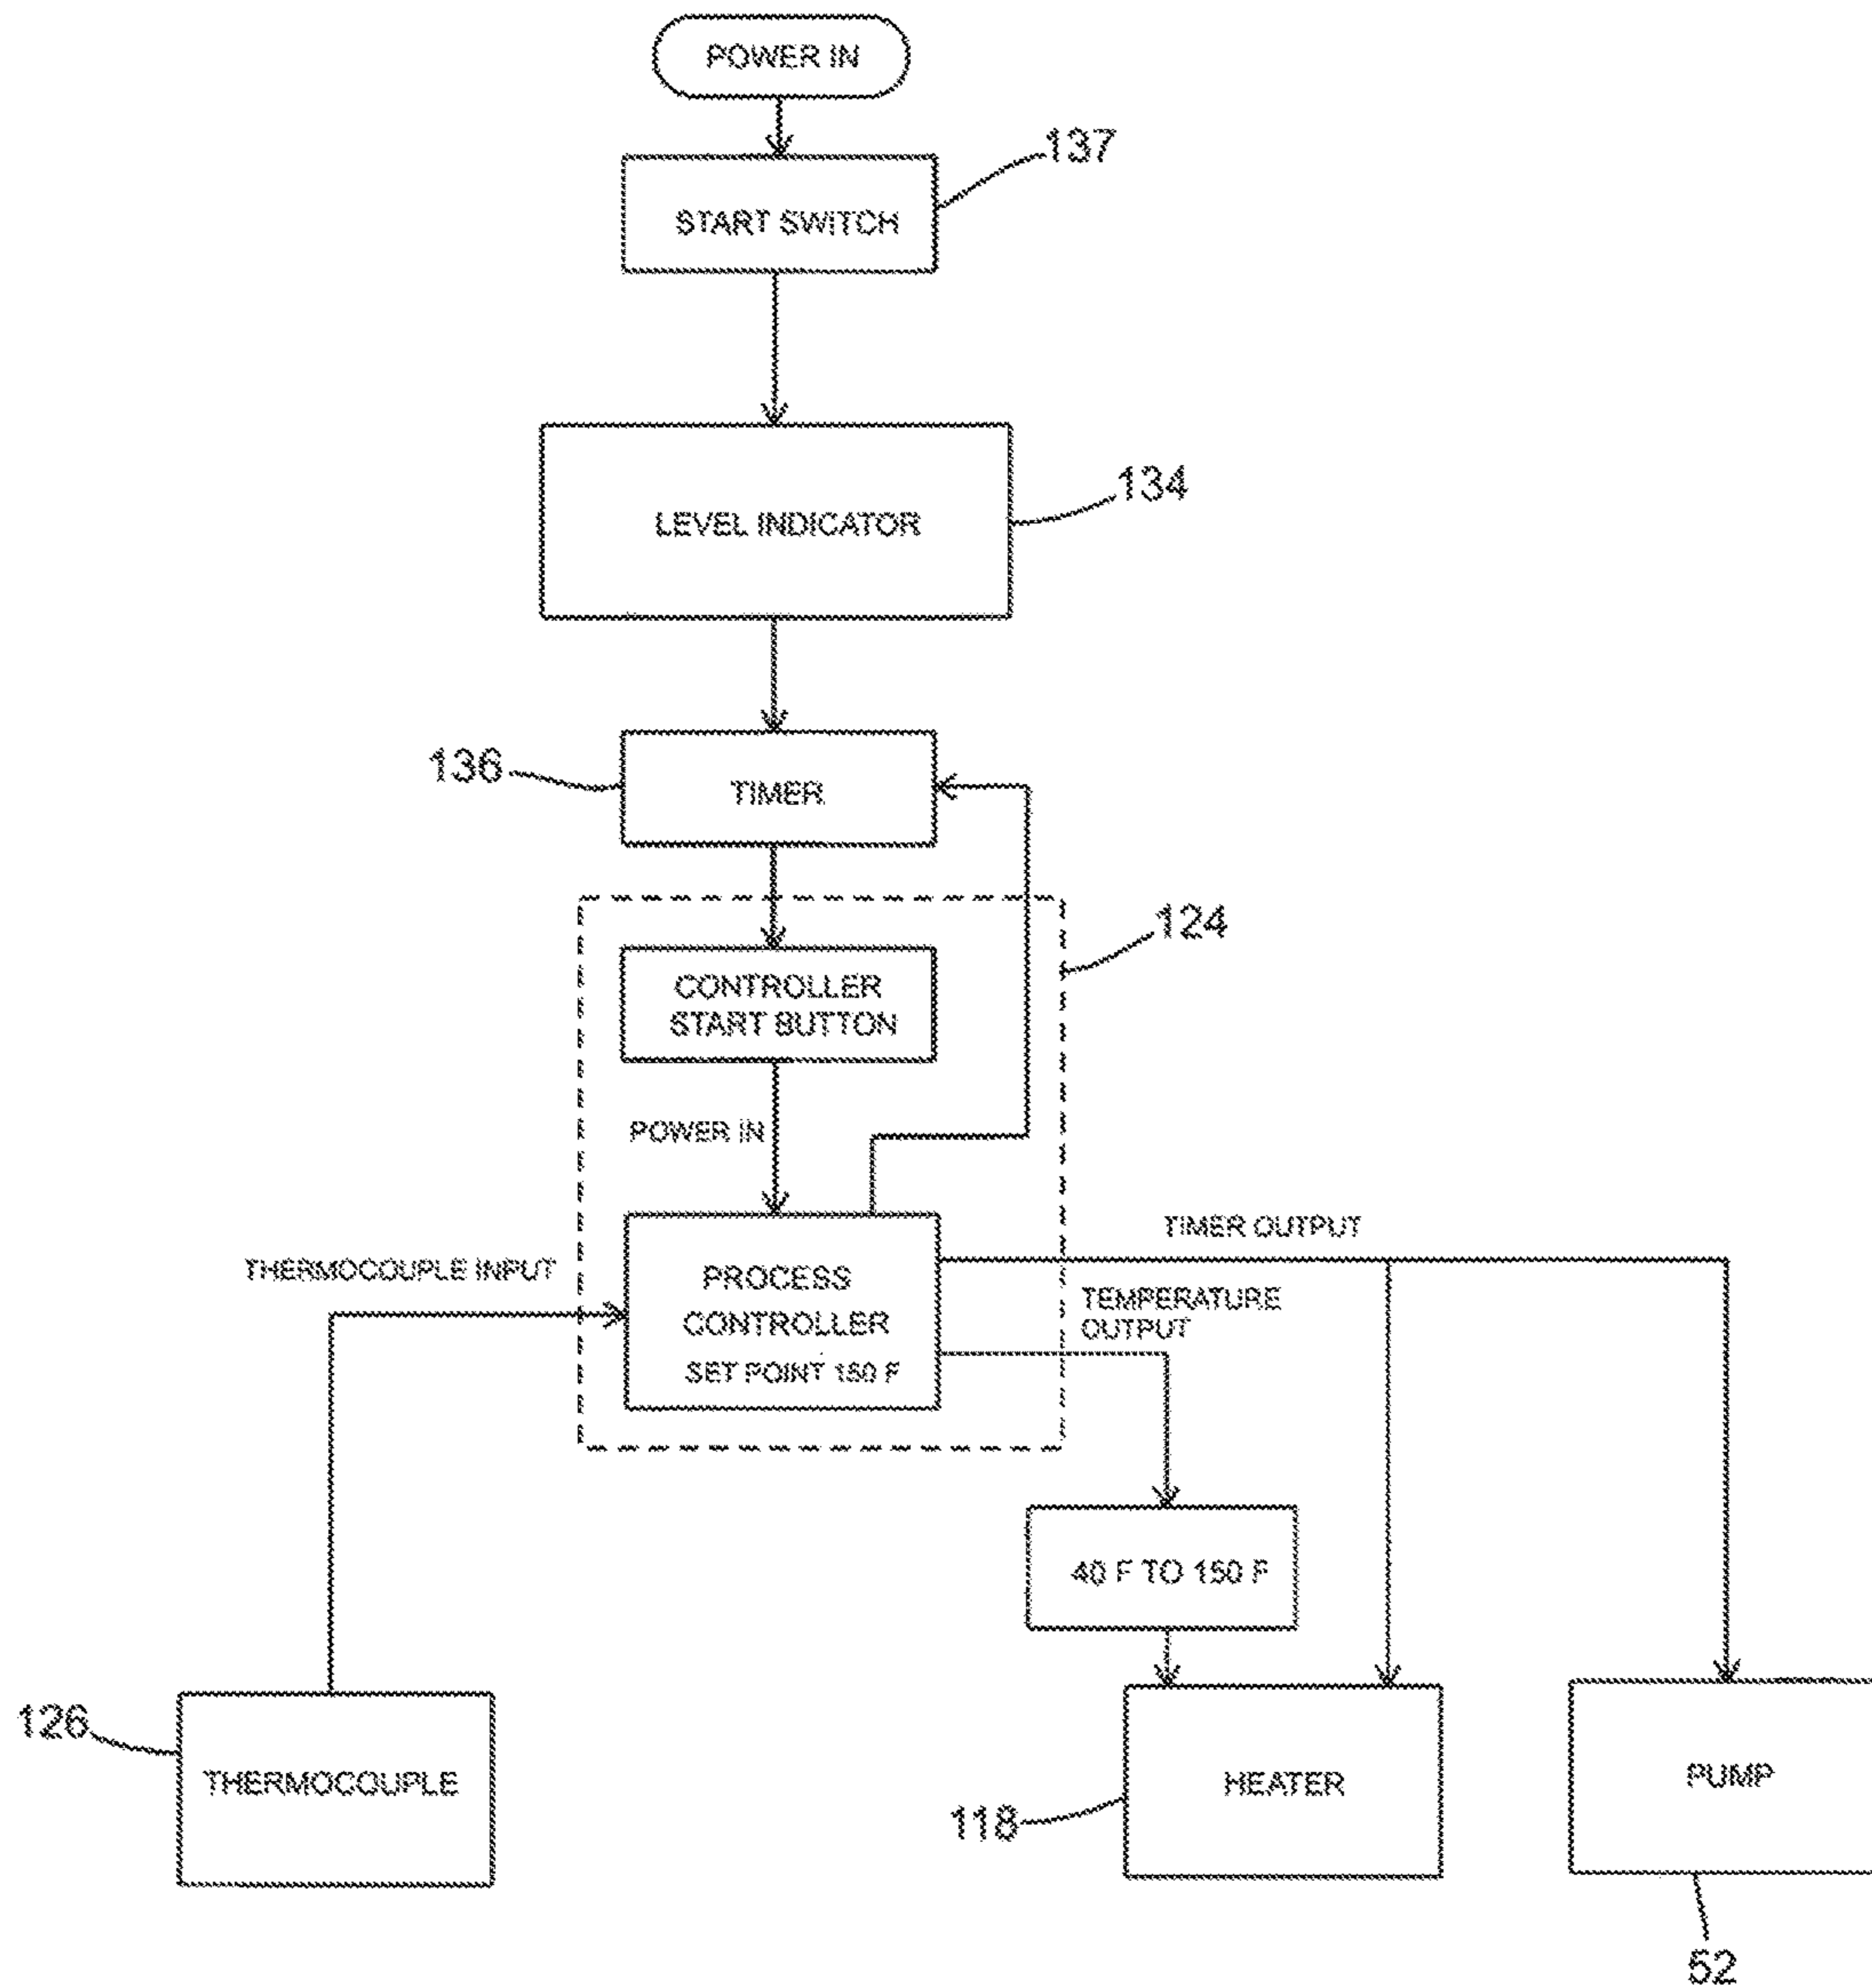 POWER IN
137
START SWITCH
134
LEVEL INDICATOR
136
TIMER
124
CONTROLLER
START BUTTON
POWER IN
TIMER OUTPUT
THERMOCOUPLE INPUT
PROCESS
CONTROLLER
SET POINT 150 F
TEMPERATURE
OUTPUT
40 F TO 150 F
126
THERMOCOUPLE
118
HEATER
PUMP
52